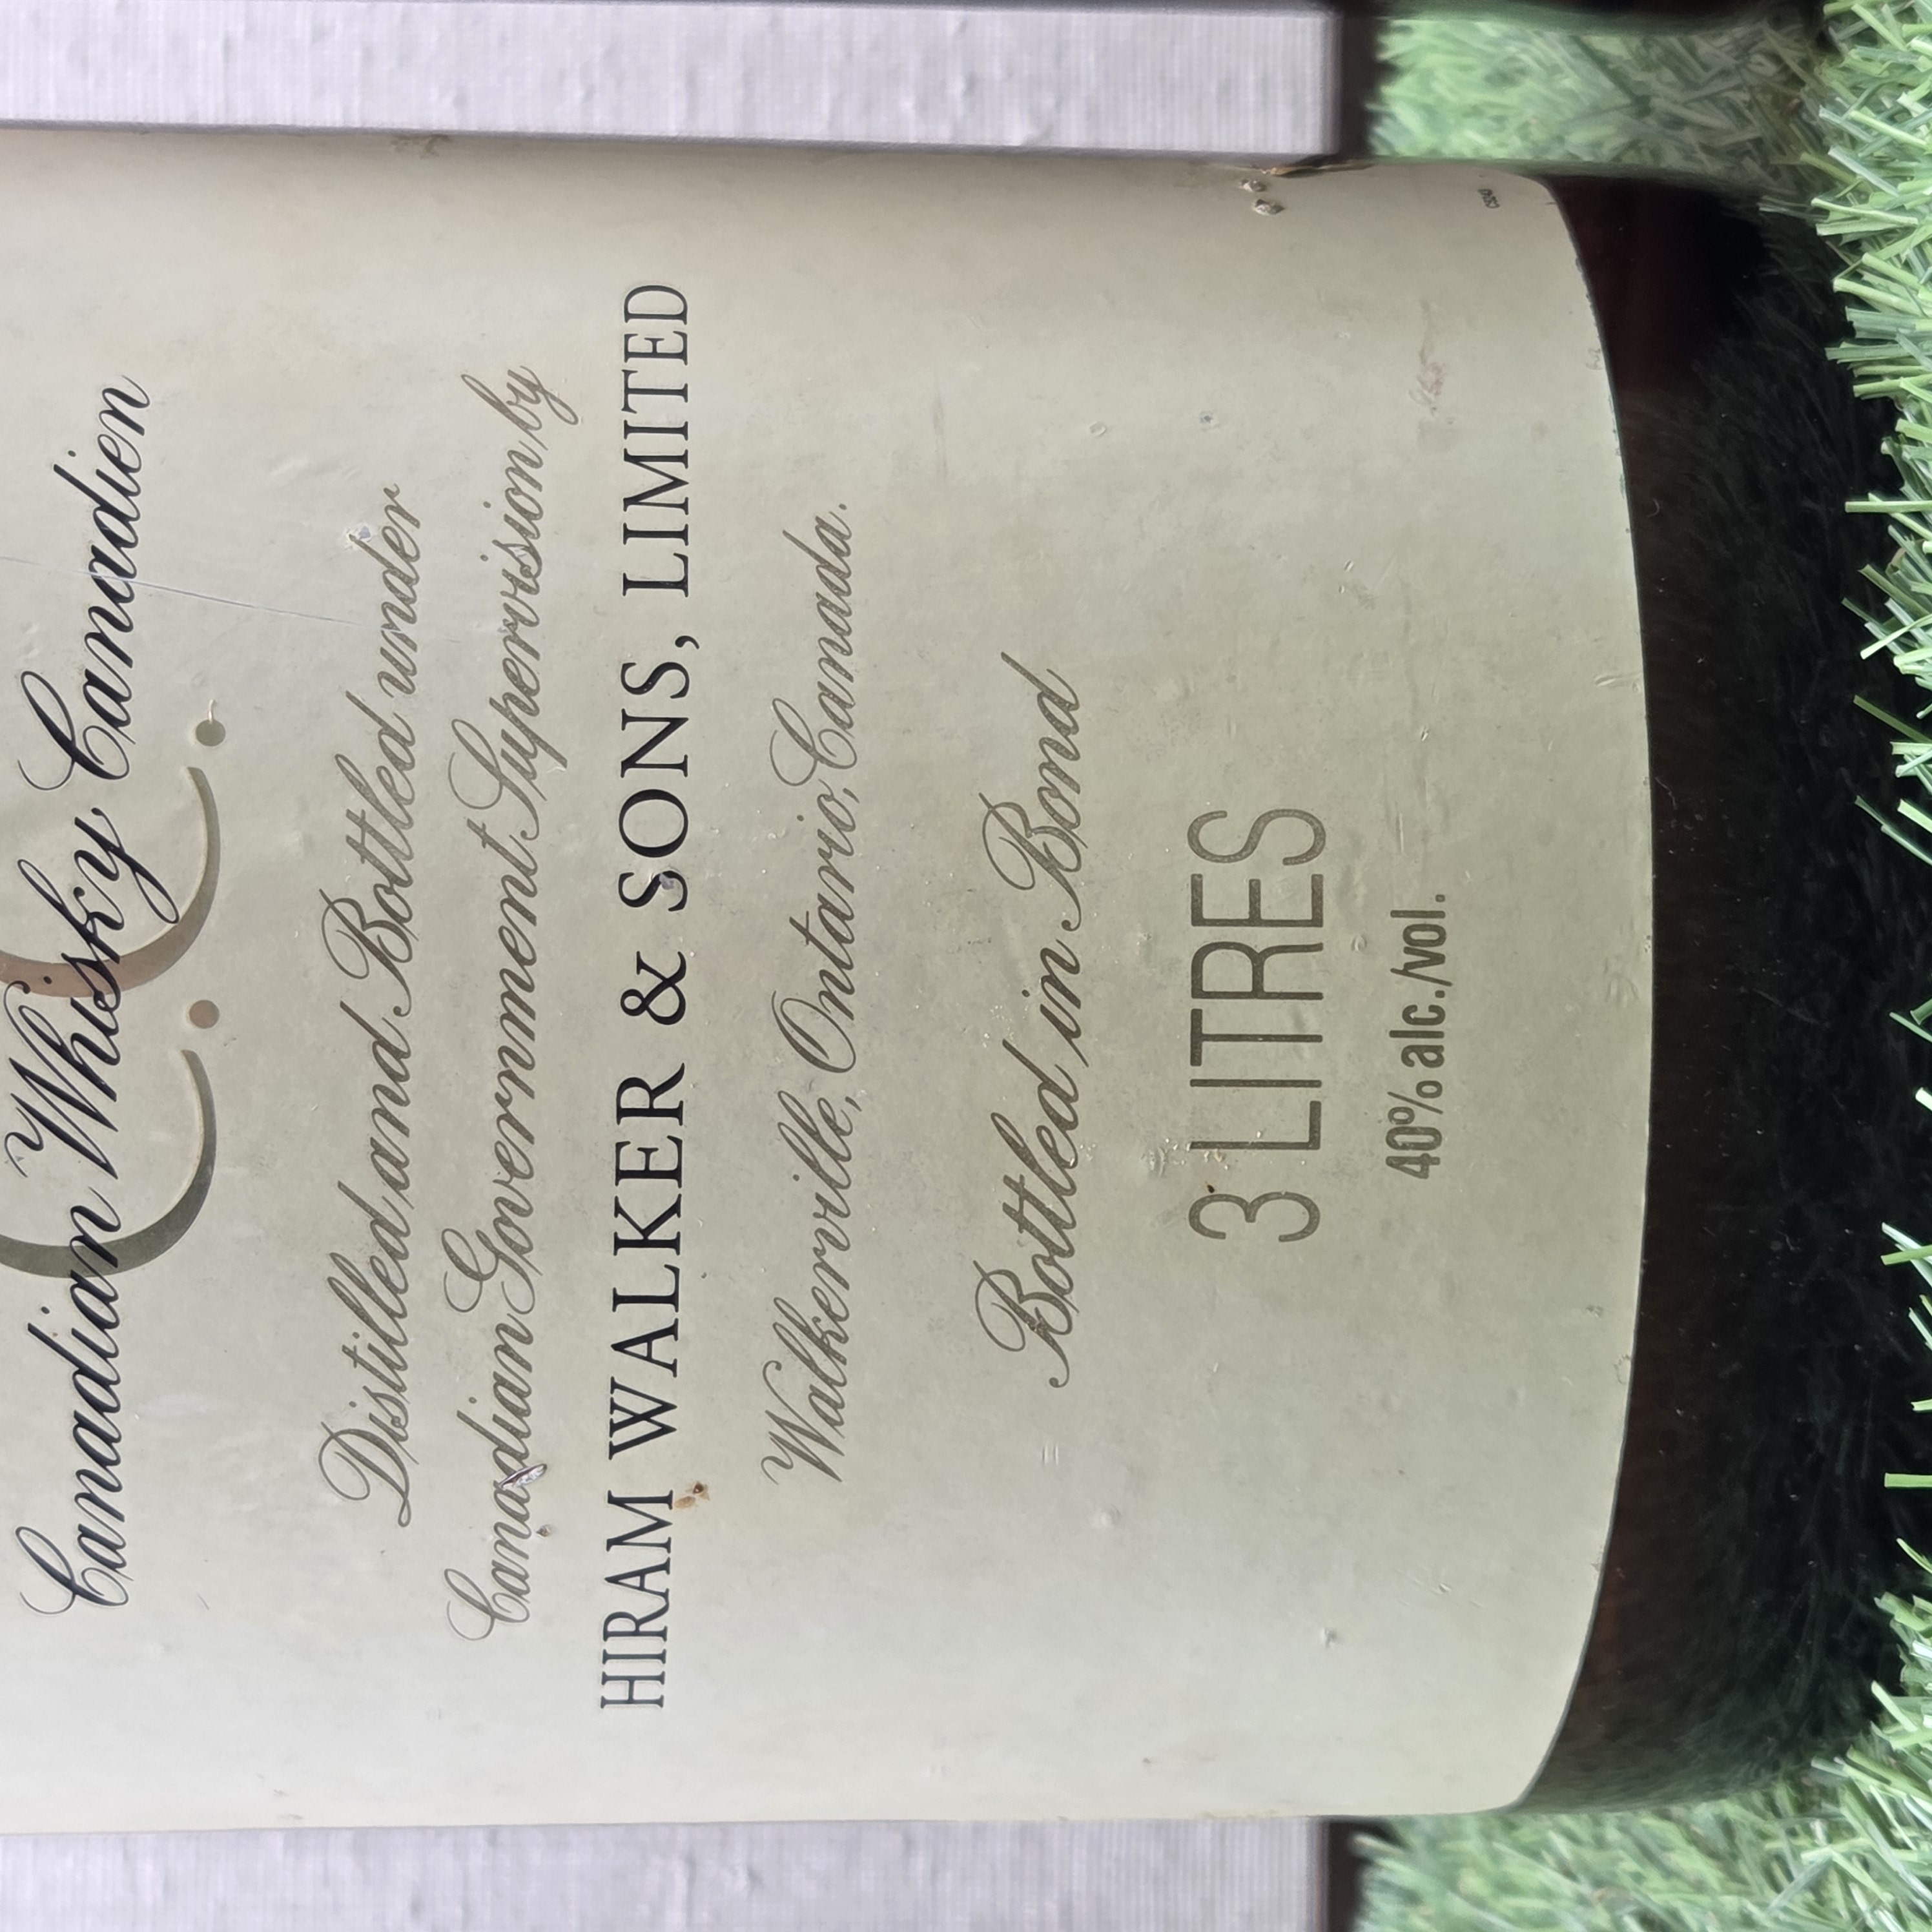 C.C.
Canadian Whisky Canadien
Distilled and Bottled under
Canadian Government Supervision by
HIRAM WALKER & SONS, LIMITED
Walkerville, Ontario, Canada.
Bottled in Bond
3 LITRES
40% alc./vol.